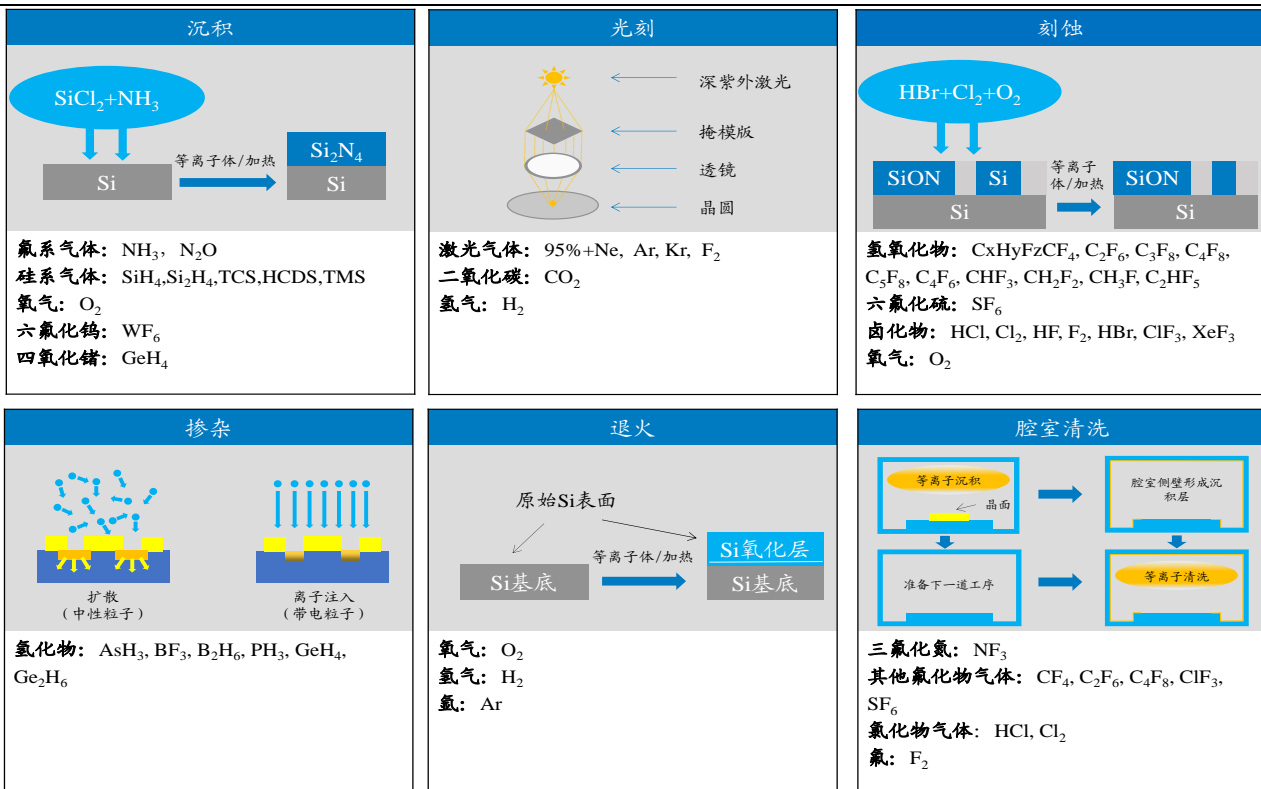 沉积
SiCl₂+NH₃
等离子体/加热
Si₂N₄
Si
Si
氟系气体：NH₃，N₂O
硅系气体：SiH₄,Si₂H₄,TCS,HCDS,TMS
氧气：O₂
六氟化钨：WF₆
四氧化锗：GeH₄
光刻
深紫外激光
掩模版
透镜
晶圆
激光气体：95%+Ne, Ar, Kr, F₂
二氧化碳：CO₂
氢气：H₂
刻蚀
HBr+Cl₂+O₂
等离子
体/加热
SiON
Si
SiON
Si
Si
氢氧化物：CxHyFzCF₄, C₂F₆, C₃F₈, C₄F₈,
C₅F₈, C₄F₆, CHF₃, CH₂F₂, CH₃F, C₂HF₅
六氟化硫：SF₆
卤化物：HCl, Cl₂, HF, F₂, HBr, ClF₃, XeF₃
氧气：O₂
掺杂
扩散
（中性粒子）
离子注入
（带电粒子）
氢化物：AsH₃, BF₃, B₂H₆, PH₃, GeH₄,
Ge₂H₆
退火
原始Si表面
等离子体/加热
Si氧化层
Si基底
Si基底
氧气：O₂
氢气：H₂
氩：Ar
腔室清洗
等离子沉积
晶面
腔室侧壁形成沉
积层
准备下一道工序
等离子清洗
三氟化氮：NF₃
其他氟化物气体：CF₄, C₂F₆, C₄F₈, ClF₃,
SF₆
氯化物气体：HCl, Cl₂
氟：F₂